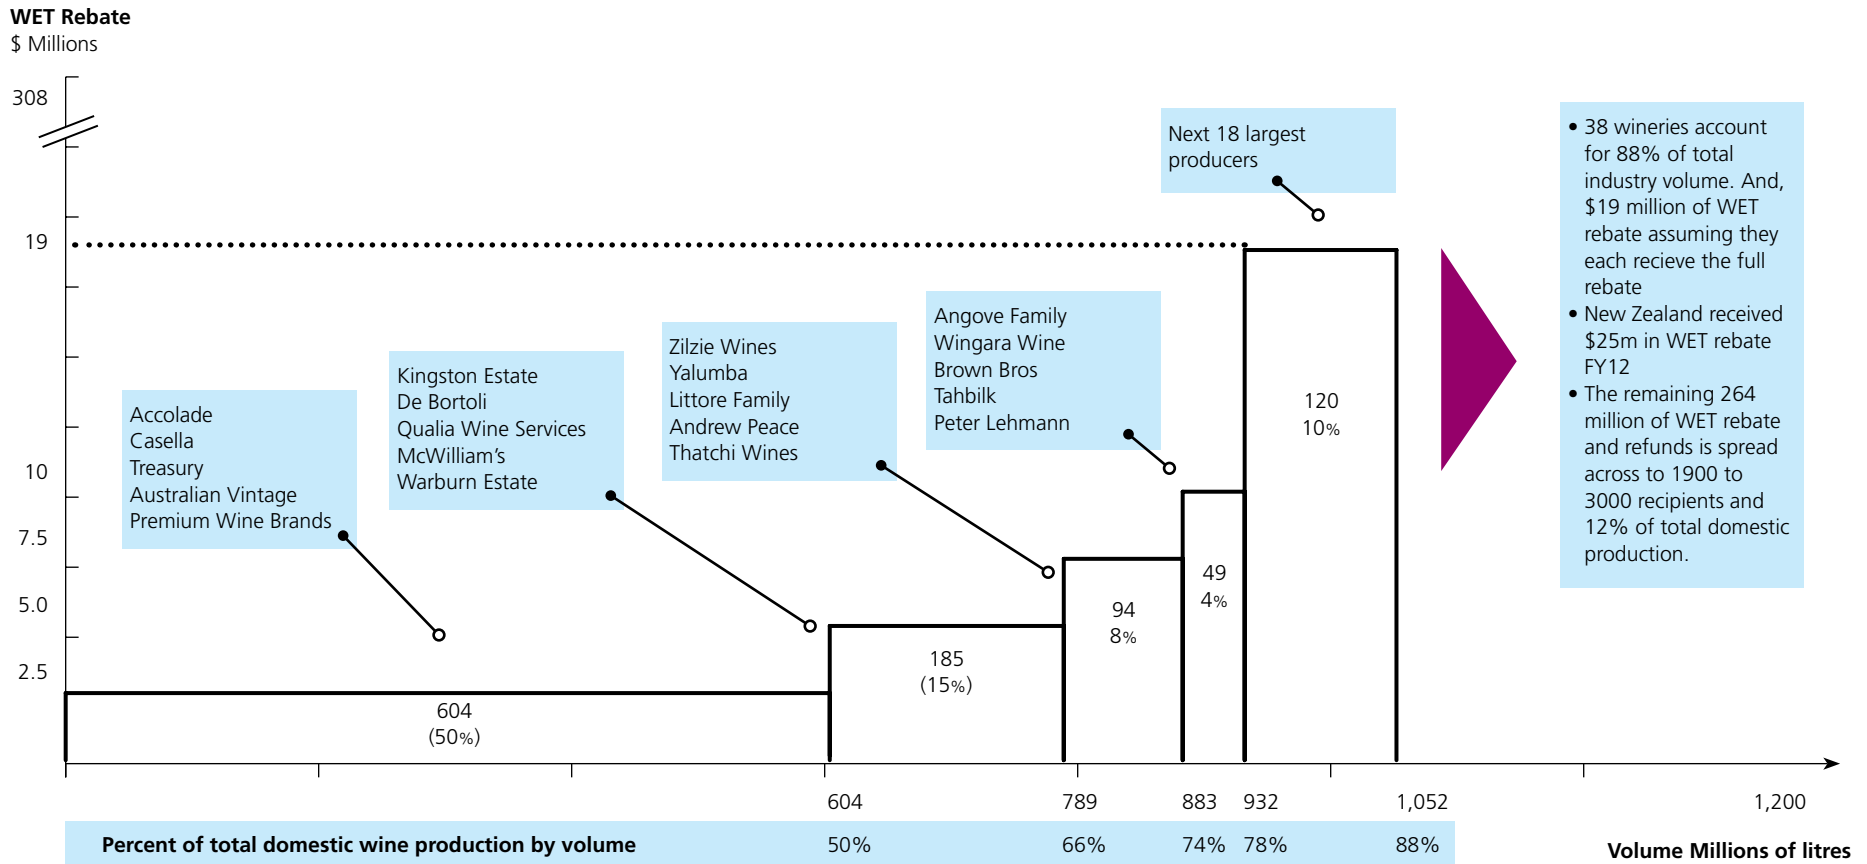 WET Rebate
$ Millions
308
19
10
7.5
5.0
2.5
Accolade
Casella
Treasury
Australian Vintage
Premium Wine Brands
Kingston Estate
De Bortoli
Qualia Wine Services
McWilliam’s
Warburn Estate
Zilzie Wines
Yalumba
Littore Family
Andrew Peace
Thatchi Wines
Angove Family
Wingara Wine
Brown Bros
Tahbilk
Peter Lehmann
Next 18 largest
producers
604
(50%)
185
(15%)
94
8%
49
4%
120
10%
• 38 wineries account
for 88% of total
industry volume. And,
$19 million of WET
rebate assuming they
each recieve the full
rebate
• New Zealand received
$25m in WET rebate
FY12
• The remaining 264
million of WET rebate
and refunds is spread
across to 1900 to
3000 recipients and
12% of total domestic
production.
604 789 883 932 1,052 1,200
Percent of total domestic wine production by volume 50% 66% 74% 78% 88%
Volume Millions of litres